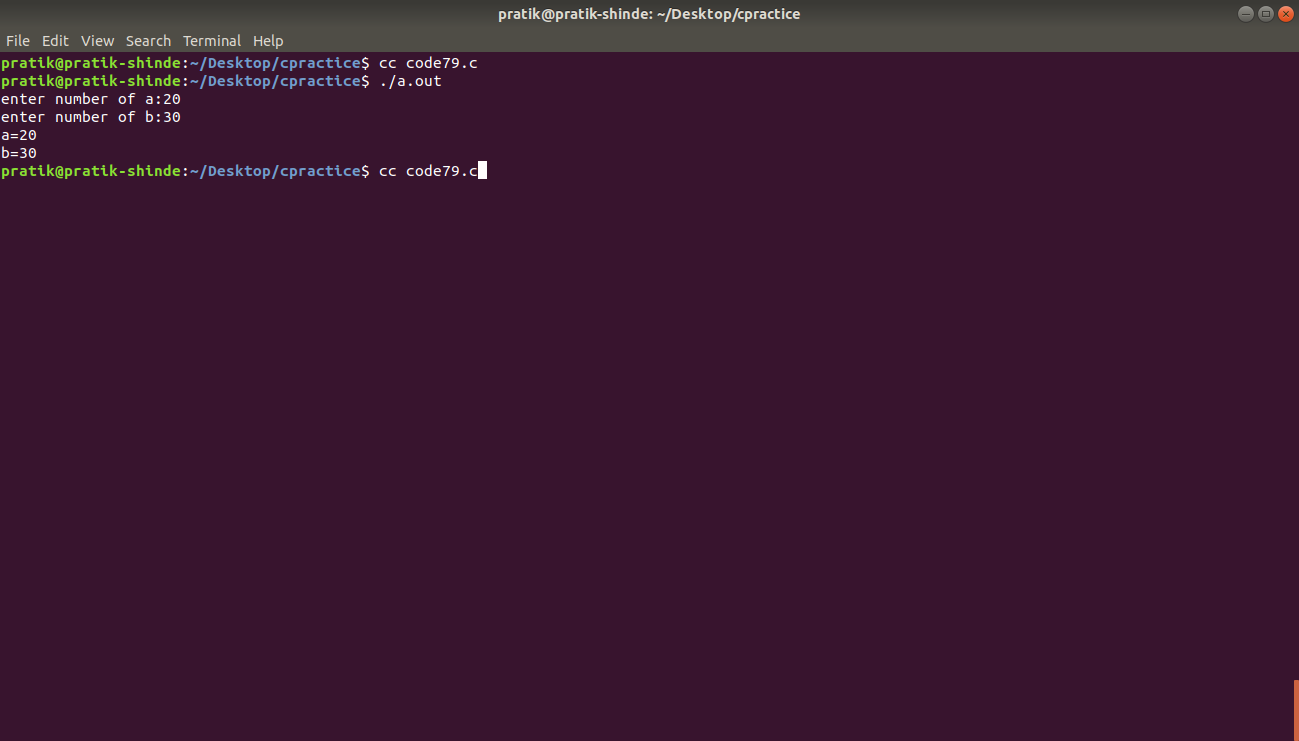 pratik@pratik-shinde: ~/Desktop/cpractice
File Edit View Search Terminal Help
pratik@pratik-shinde:~/Desktop/cpractice$ cc code79.c
pratik@pratik-shinde:~/Desktop/cpractice$ ./a.out
enter number of a:20
enter number of b:30
a=20
b=30
pratik@pratik-shinde:~/Desktop/cpractice$ cc code79.c